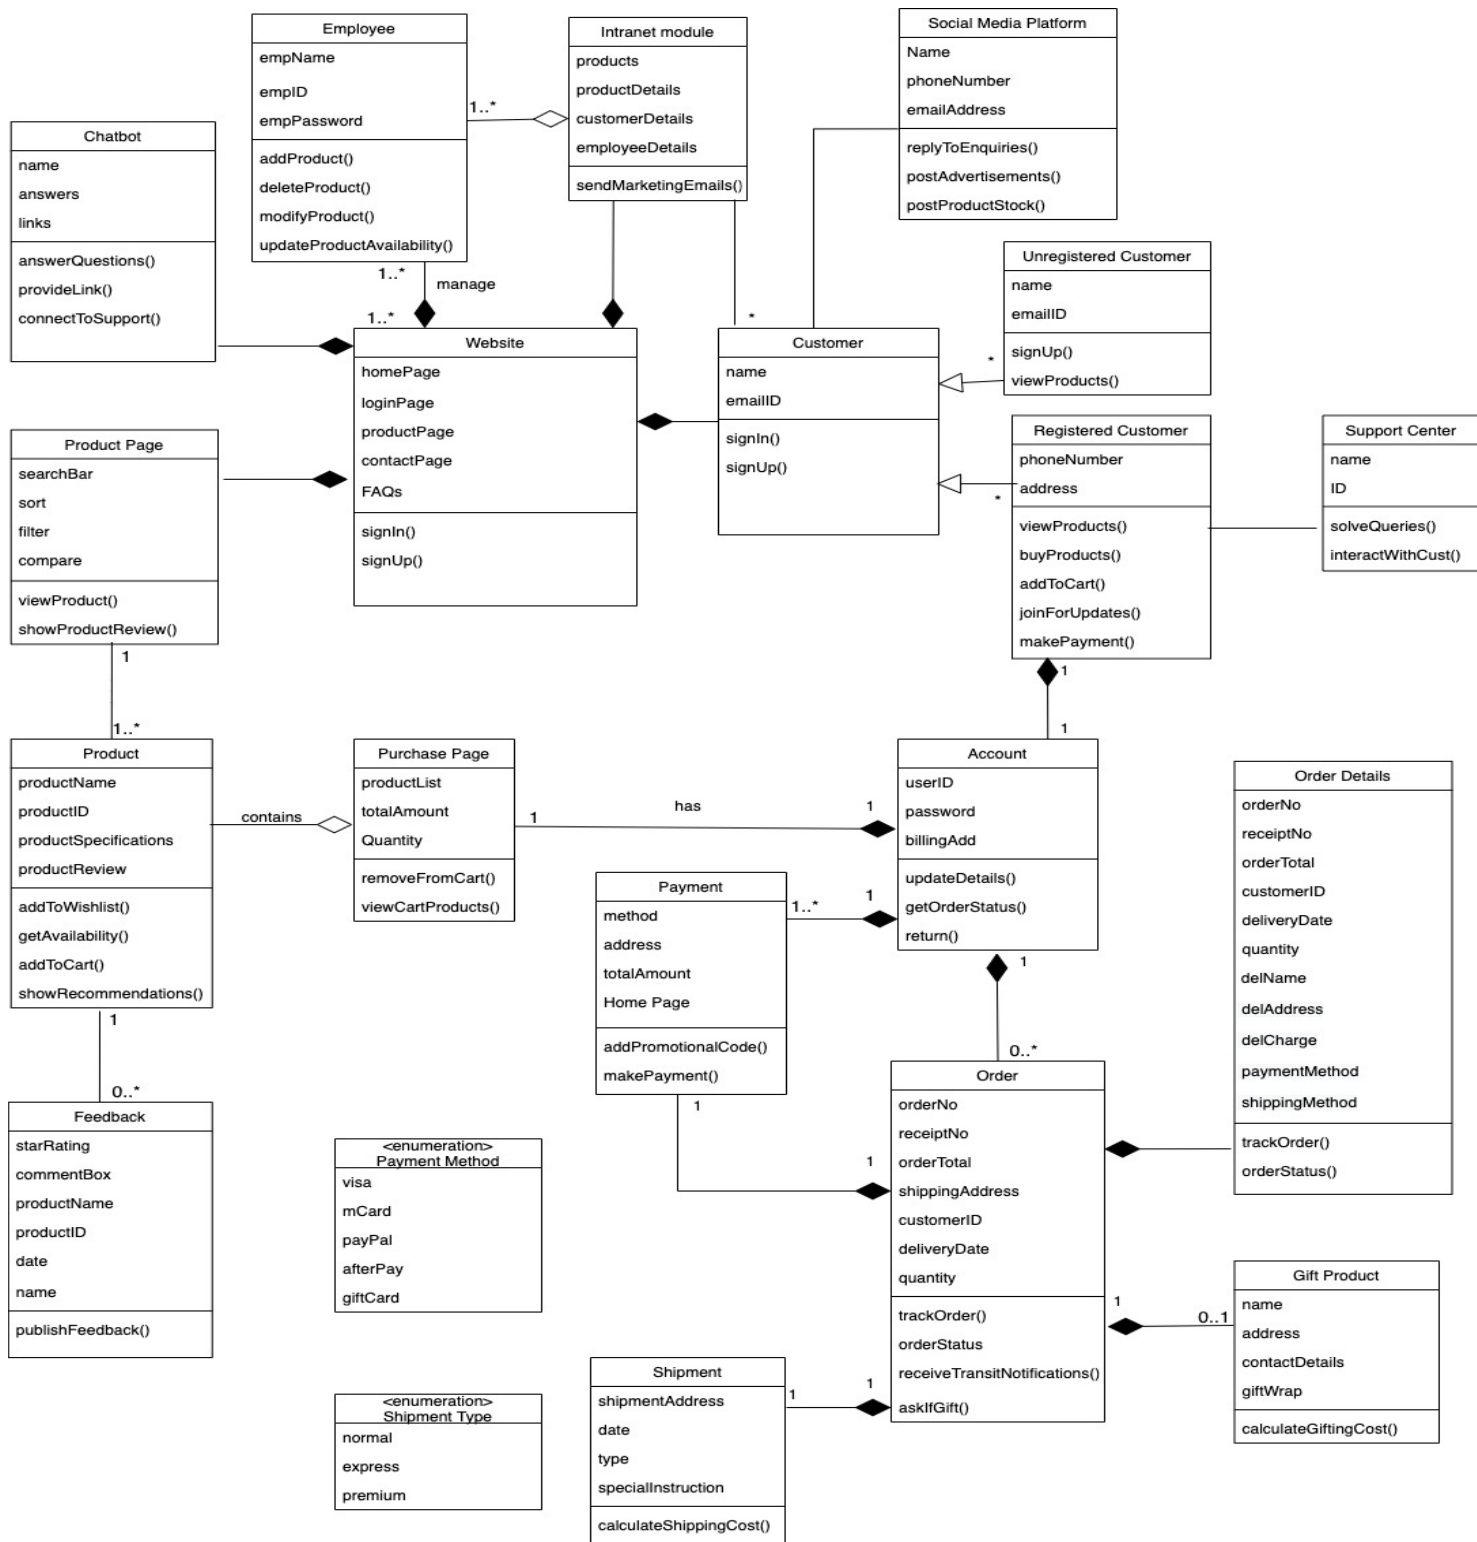 Employee
empName
empID
empPassword
addProduct()
deleteProduct()
modifyProduct()
updateProductAvailability()
1..*
Intranet module
products
productDetails
customerDetails
employeeDetails
sendMarketingEmails()
Social Media Platform
Name
phoneNumber
emailAddress
replyToEnquiries()
postAdvertisements()
postProductStock()
Chatbot
name
answers
links
answerQuestions()
provideLink()
connectToSupport()
1..*
manage
1..*
*
Unregistered Customer
name
emailID
signUp()
viewProducts()
*
Website
homePage
loginPage
productPage
contactPage
FAQs
signIn()
signUp()
Customer
name
emailID
signIn()
signUp()
Registered Customer
phoneNumber
address
viewProducts()
buyProducts()
addToCart()
joinForUpdates()
makePayment()
*
Support Center
name
ID
solveQueries()
interactWithCust()
Product Page
searchBar
sort
filter
compare
viewProduct()
showProductReview()
1
1..*
1
1
Product
productName
productID
productSpecifications
productReview
addToWishlist()
getAvailability()
addToCart()
showRecommendations()
contains
Purchase Page
productList
totalAmount
Quantity
removeFromCart()
viewCartProducts()
1
has
1
Account
userID
password
billingAdd
updateDetails()
getOrderStatus()
return()
Order Details
orderNo
receiptNo
orderTotal
customerID
deliveryDate
quantity
delName
delAddress
delCharge
paymentMethod
shippingMethod
trackOrder()
orderStatus()
Payment
method
address
totalAmount
Home Page
addPromotionalCode()
makePayment()
1..*
1
1
0..*
1
1
1
0..*
Feedback
starRating
commentBox
productName
productID
date
name
publishFeedback()
<enumeration>
Payment Method
visa
mCard
payPal
afterPay
giftCard
Order
orderNo
receiptNo
orderTotal
shippingAddress
customerID
deliveryDate
quantity
trackOrder()
orderStatus
receiveTransitNotifications()
askIfGift()
1
0..1
Gift Product
name
address
contactDetails
giftWrap
calculateGiftingCost()
<enumeration>
Shipment Type
normal
express
premium
Shipment
shipmentAddress
date
type
specialInstruction
calculateShippingCost()
1
1